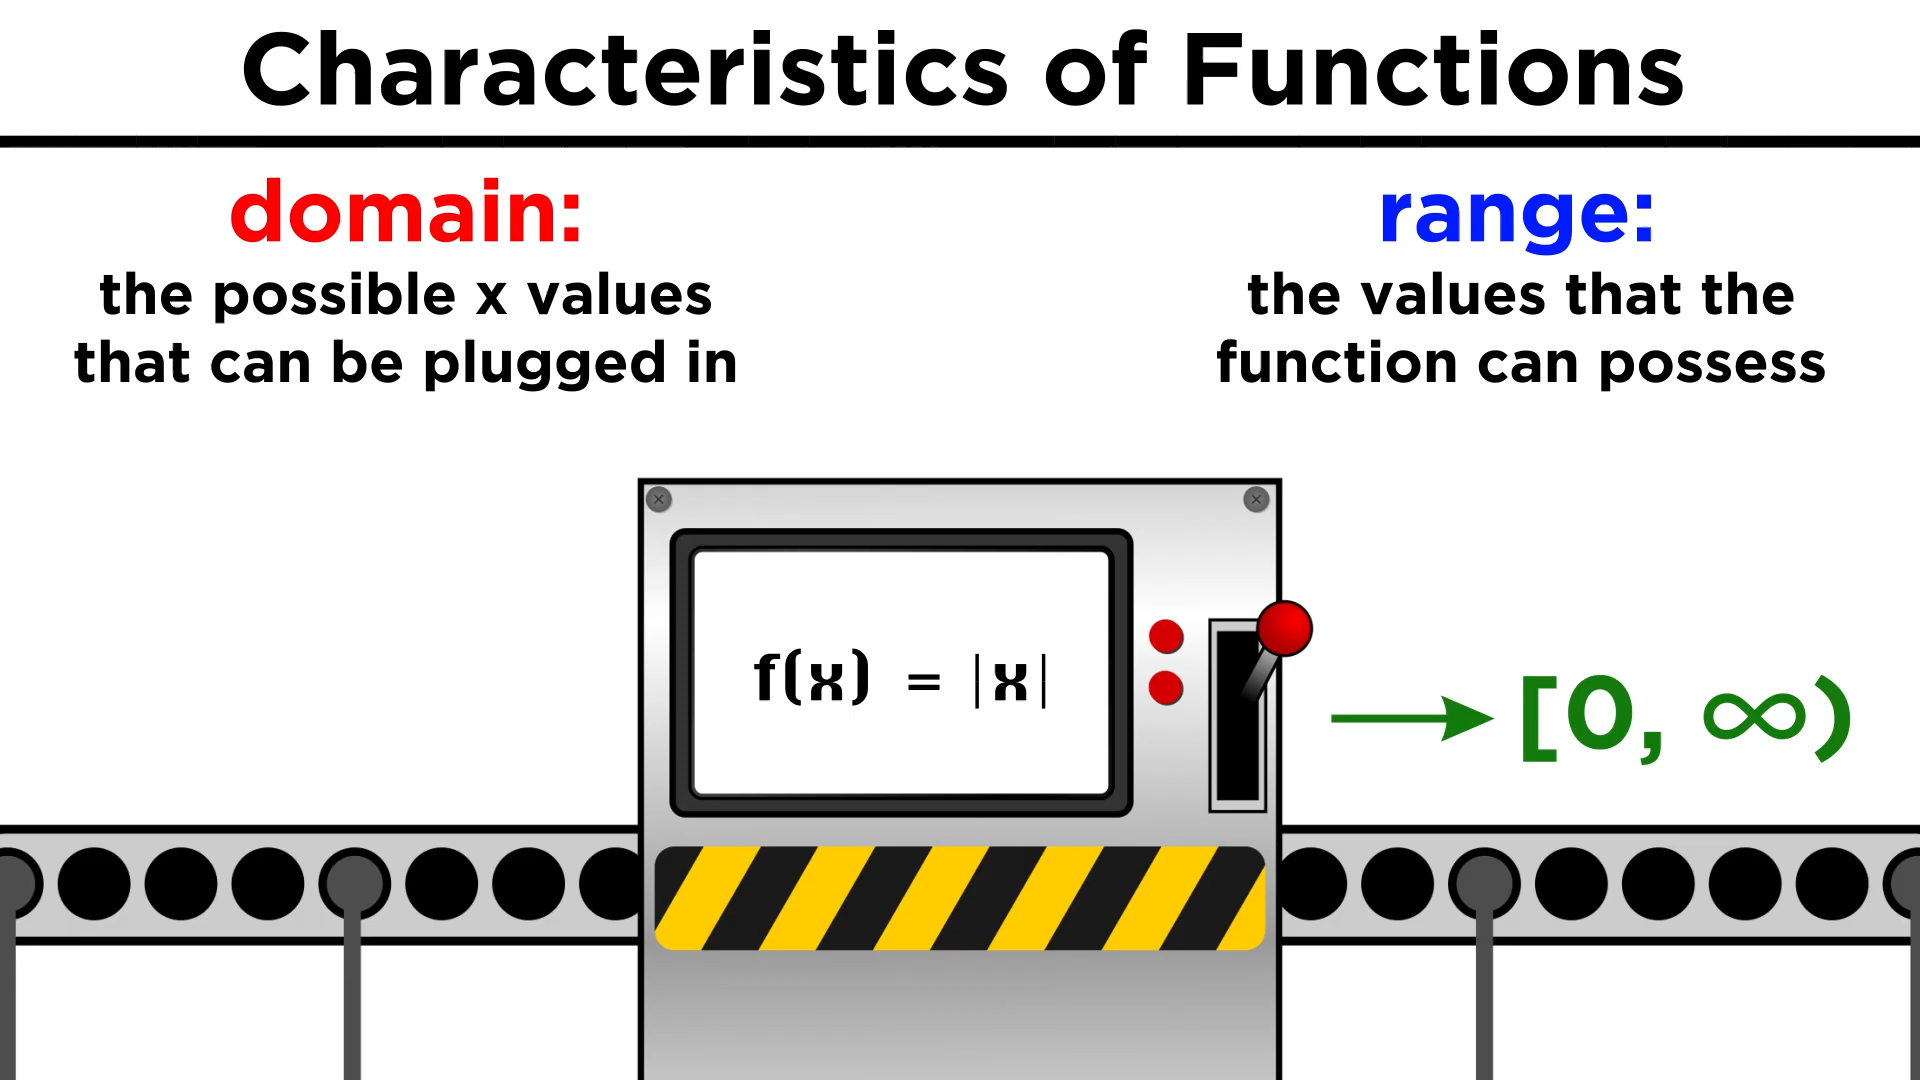 Characteristics of Functions
domain:
the possible x values
that can be plugged in
range:
the values that the
function can possess
f(x) = |x|
[0, ∞)